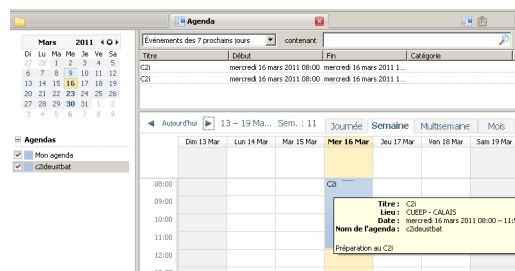 Agenda
Mars 2011
Di Lu Ma Me Je Ve Sa
27 28 1 2 3 4 5
6 7 8 9 10 11 12
13 14 15 16 17 18 19
20 21 22 23 24 25 26
27 28 29 30 31 1 2
3 4 5 6 7 8 9
Agendas
Mon agenda
c2ideustbat
Événements des 7 prochains jours contenant
Titre Début Fin Catégorie
C2i mercredi 16 mars 2011 08:00 mercredi 16 mars 2011 1...
C2i mercredi 16 mars 2011 08:00 mercredi 16 mars 2011 1...
Aujourd'hui 13 – 19 Ma... Sem. : 11 Journée Semaine Multisemaine Mois
Dim 13 Mar Lun 14 Mar Mar 15 Mar Mer 16 Mar Jeu 17 Mar Ven 18 Mar Sam 19 Mar
08:00 C2i
09:00
10:00
11:00
12:00
Titre : C2i
Lieu : CUEEP - CALAIS
Date : mercredi 16 mars 2011 08:00 – 11:
Nom de l'agenda : c2ideustbat
Préparation au C2i